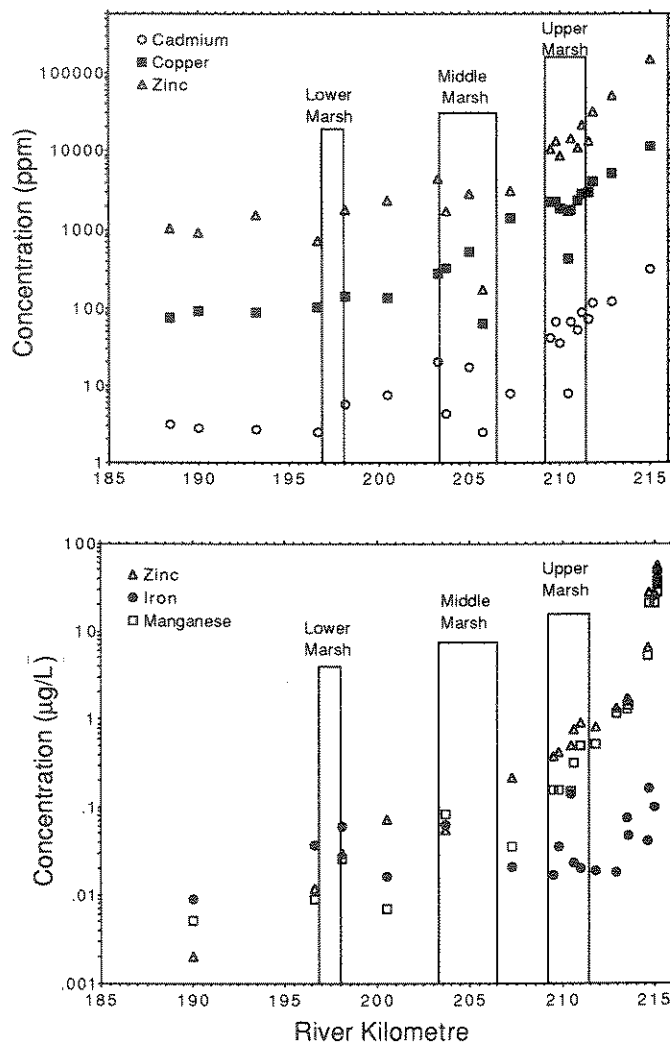 Cadmium
Copper
Zinc
Lower
Marsh
Middle
Marsh
Upper
Marsh
Concentration (ppm)
100000
10000
1000
100
10
1
185
190
195
200
205
210
215
Zinc
Iron
Manganese
Lower
Marsh
Middle
Marsh
Upper
Marsh
Concentration (µg/L)
100
10
1
.1
.01
.001
185
190
195
200
205
210
215
River Kilometre